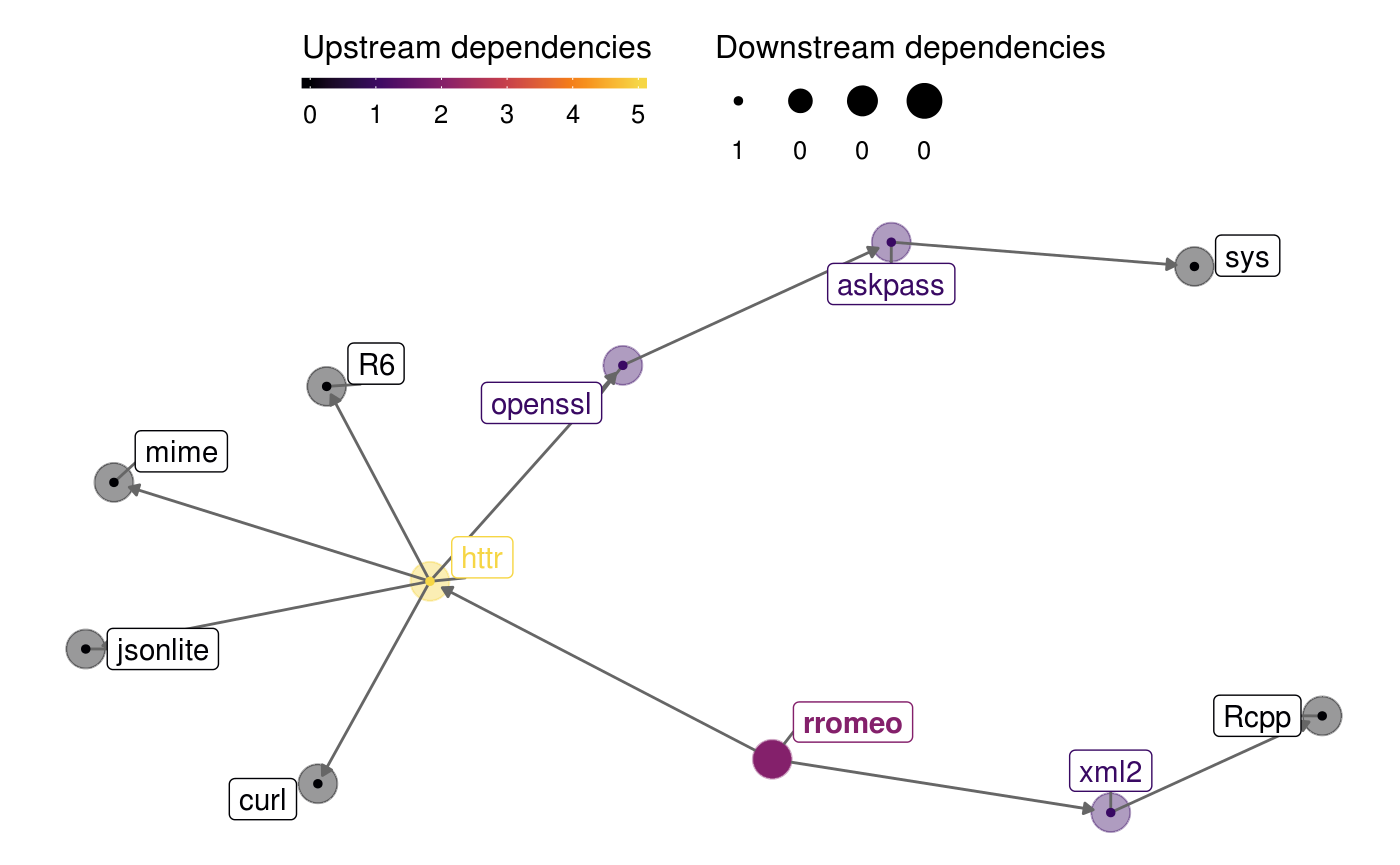 Upstream dependencies
0 1 2 3 4 5
Downstream dependencies
1 0 0 0
sys
askpass
R6
openssl
mime
httr
jsonlite
rromeo
Rcpp
xml2
curl